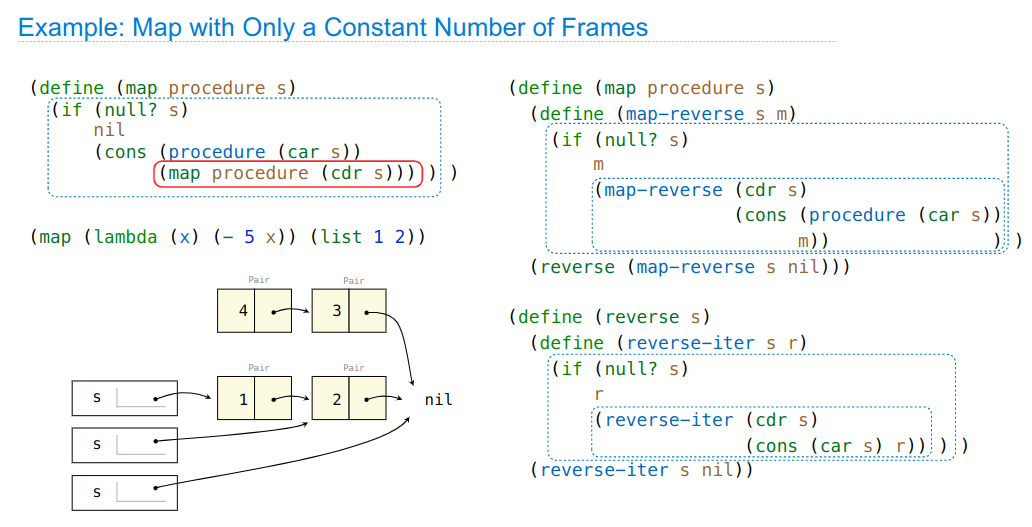 Example: Map with Only a Constant Number of Frames
(define (map procedure s)
(if (null? s)
nil
(cons (procedure (car s))
(map procedure (cdr s))) ) )
(map (lambda (x) (- 5 x)) (list 1 2))
Pair Pair
4 3
Pair Pair
s 1 2 nil
s
s
(define (map procedure s)
(define (map-reverse s m)
(if (null? s)
m
(map-reverse (cdr s)
(cons (procedure (car s))
m)) ) )
(reverse (map-reverse s nil)))
(define (reverse s)
(define (reverse-iter s r)
(if (null? s)
r
(reverse-iter (cdr s)
(cons (car s) r)) ) )
(reverse-iter s nil))